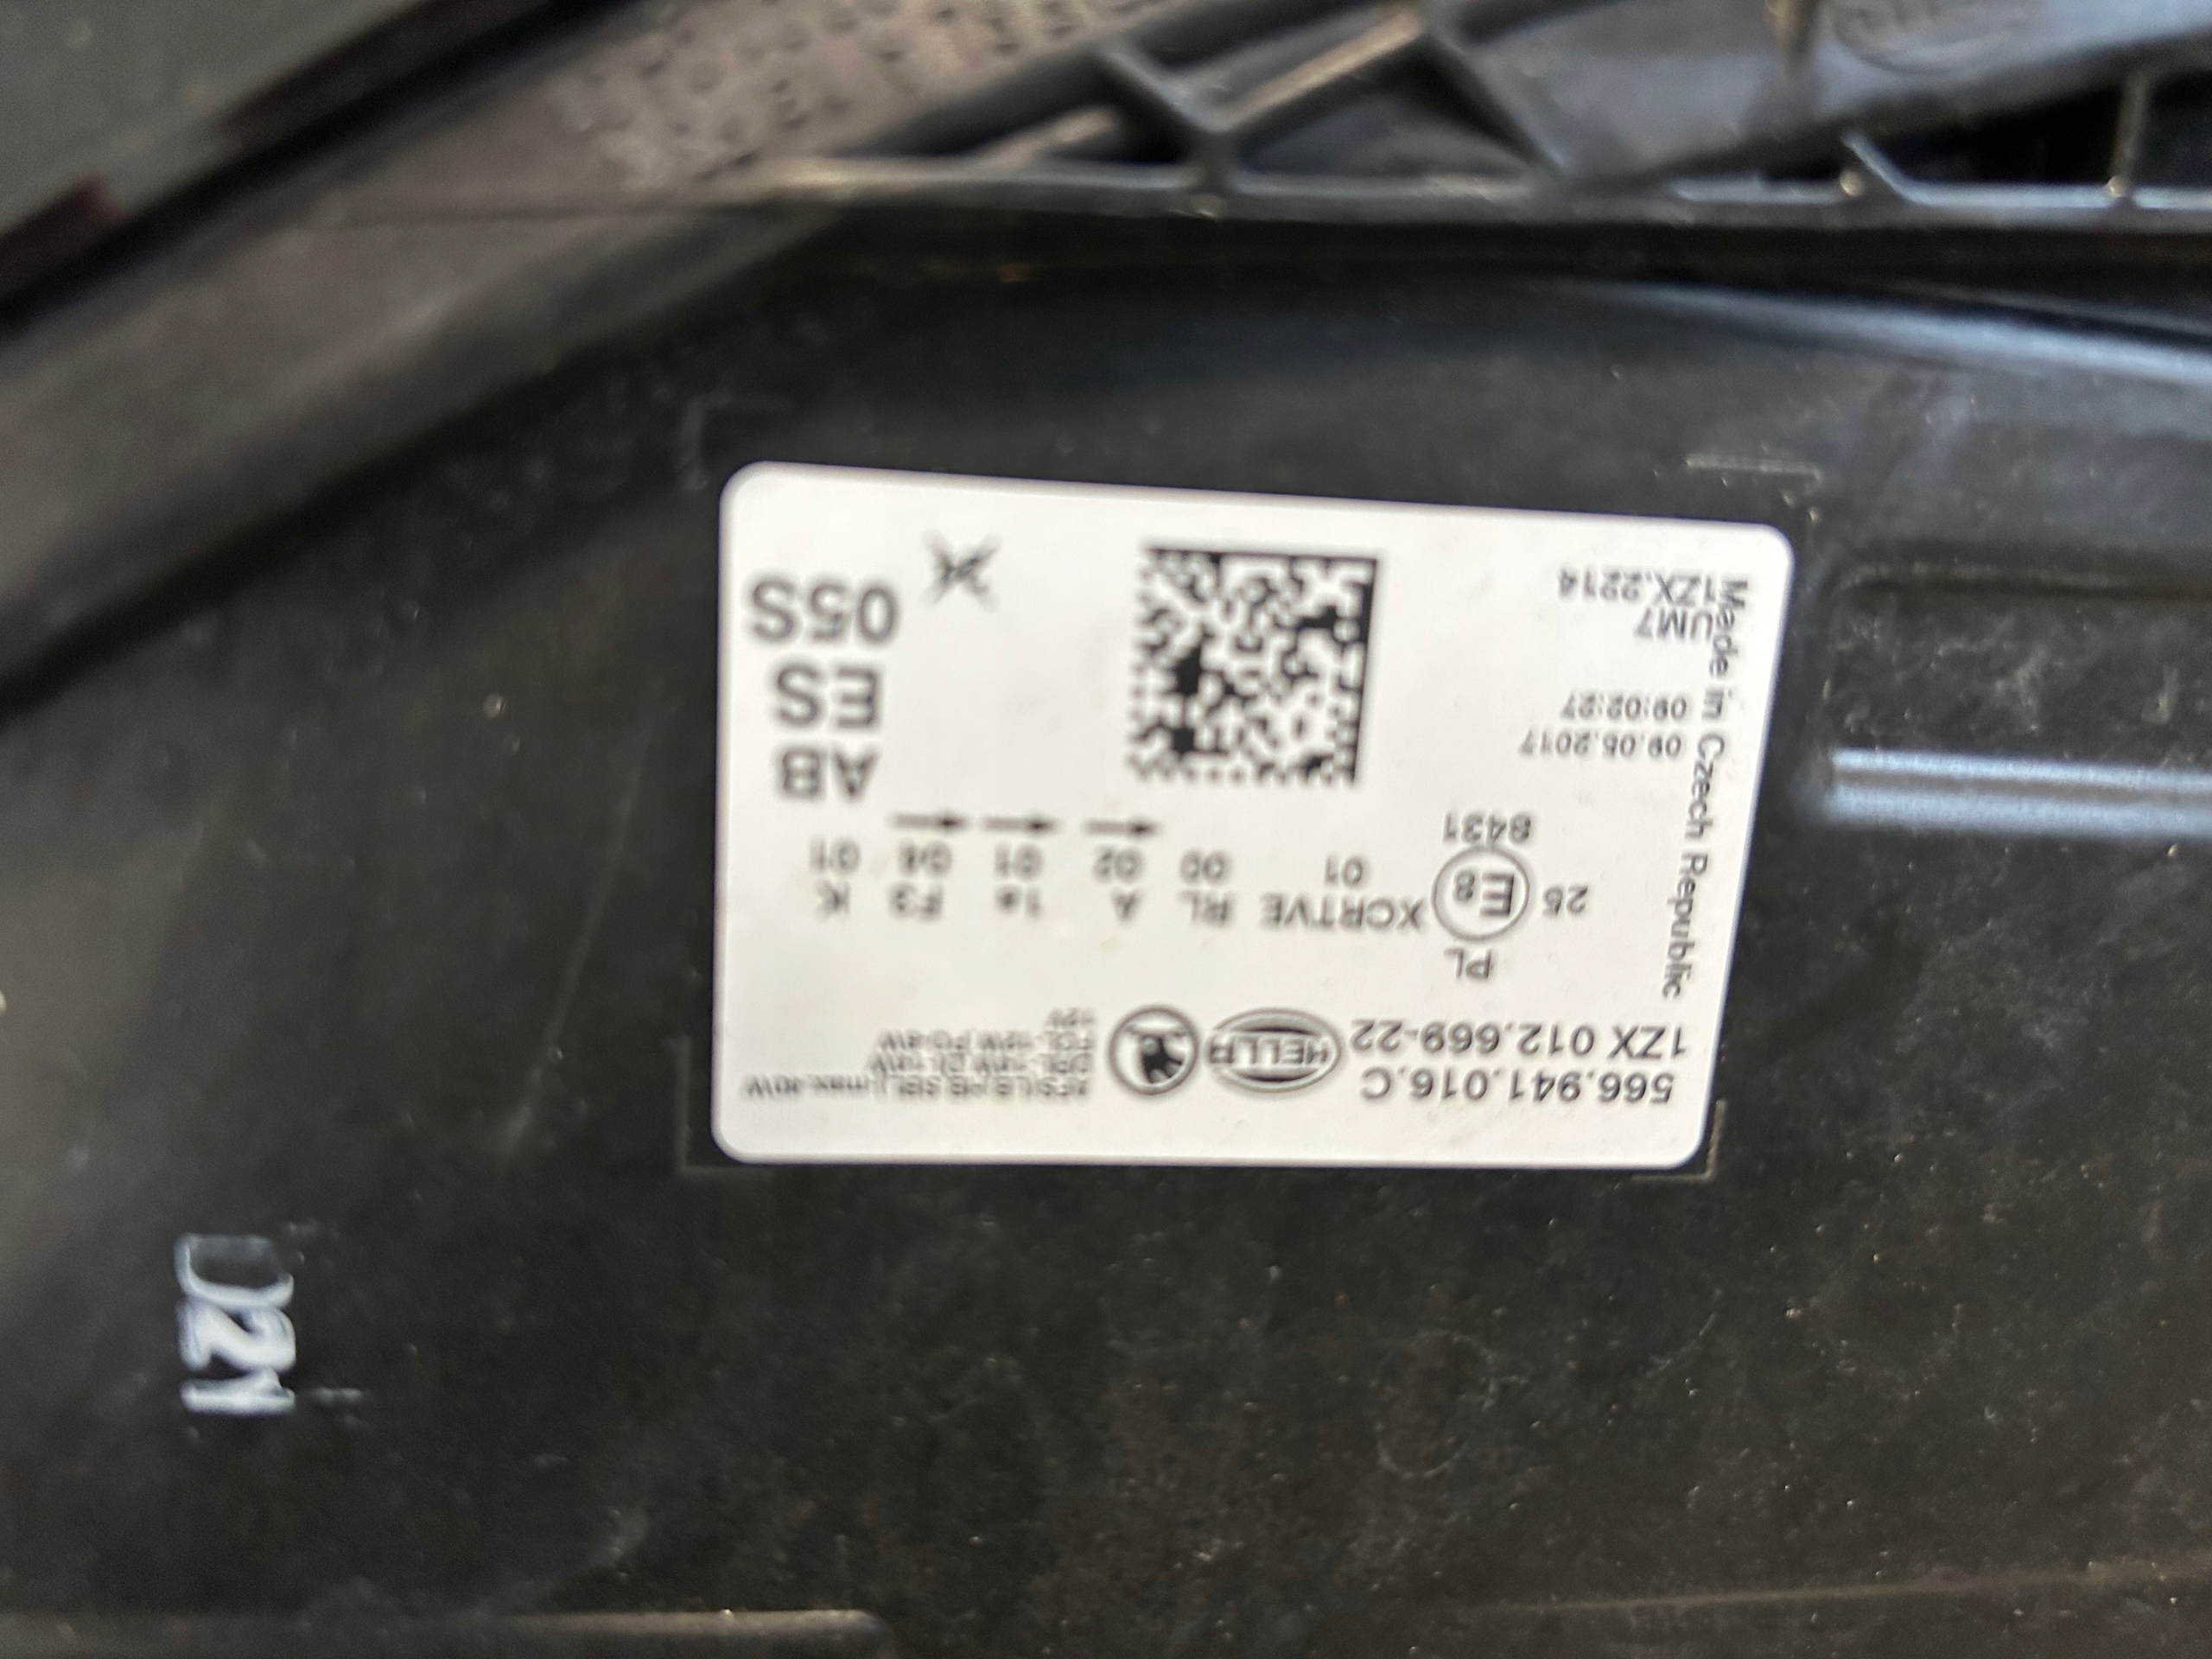 566.941.016.C
1ZX 012.669-22
HELLA
12V
PL
25 E8 XCRTVE RL A 1a F3 K
01 00 02 01 04 01
8431
AB
ES
05S
09.05.2017
09:02:27
UM7
1ZX.2214
Made in Czech Republic